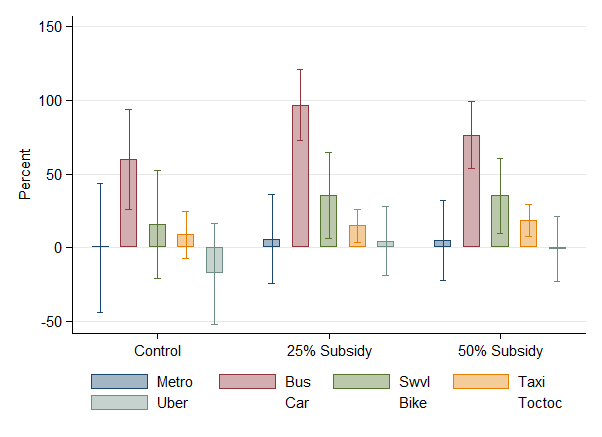 150
100
50
0
-50
Percent
Control 25% Subsidy 50% Subsidy
Metro Bus Swvl Taxi
Uber Car Bike Toctoc